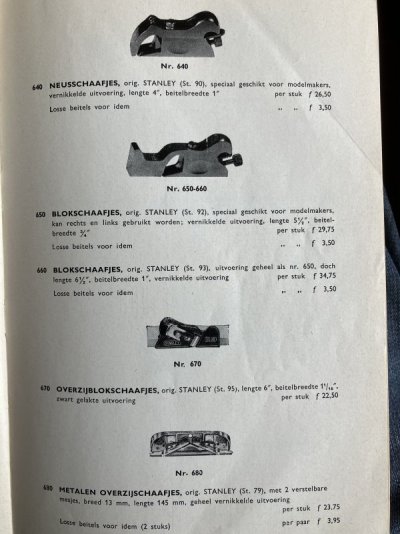 Nr. 640
640 NEUSSCHAAFJES, orig. STANLEY (St. 90), speciaal geschikt voor modelmakers,
vernikkelde uitvoering, lengte 4", beitelbreedte 1" per stuk f 26,50
Losse beitels voor idem „ „ f 3,50
Nr. 650-660
650 BLOKSCHAAFJES, orig. STANLEY (St. 92), speciaal geschikt voor modelmakers,
kan rechts en links gebruikt worden; vernikkelde uitvoering, lengte 5½", beitel-
breedte ¾" per stuk f 29,75
Losse beitels voor idem „ „ f 3,50
660 BLOKSCHAAFJES, orig. STANLEY (St. 93), uitvoering geheel als nr. 650, doch
lengte 6½", beitelbreedte 1", vernikkelde uitvoering per stuk f 34,75
Losse beitels voor idem „ „ f 3,50
Nr. 670
670 OVERZIJBLOKSCHAAFJES, orig. STANLEY (St. 95), lengte 6", beitelbreedte
zwart gelakte uitvoering per stuk f 22,50
Nr. 680
680 METALEN OVERZIJSCHAAFJES, orig. STANLEY (St. 79), met 2 verstelbare
mesjes, breed 13 mm, lengte 145 mm, geheel vernikkelde uitvoering
per stuk f 23,75
Losse beitels voor idem (2 stuks) per paar f 3,95